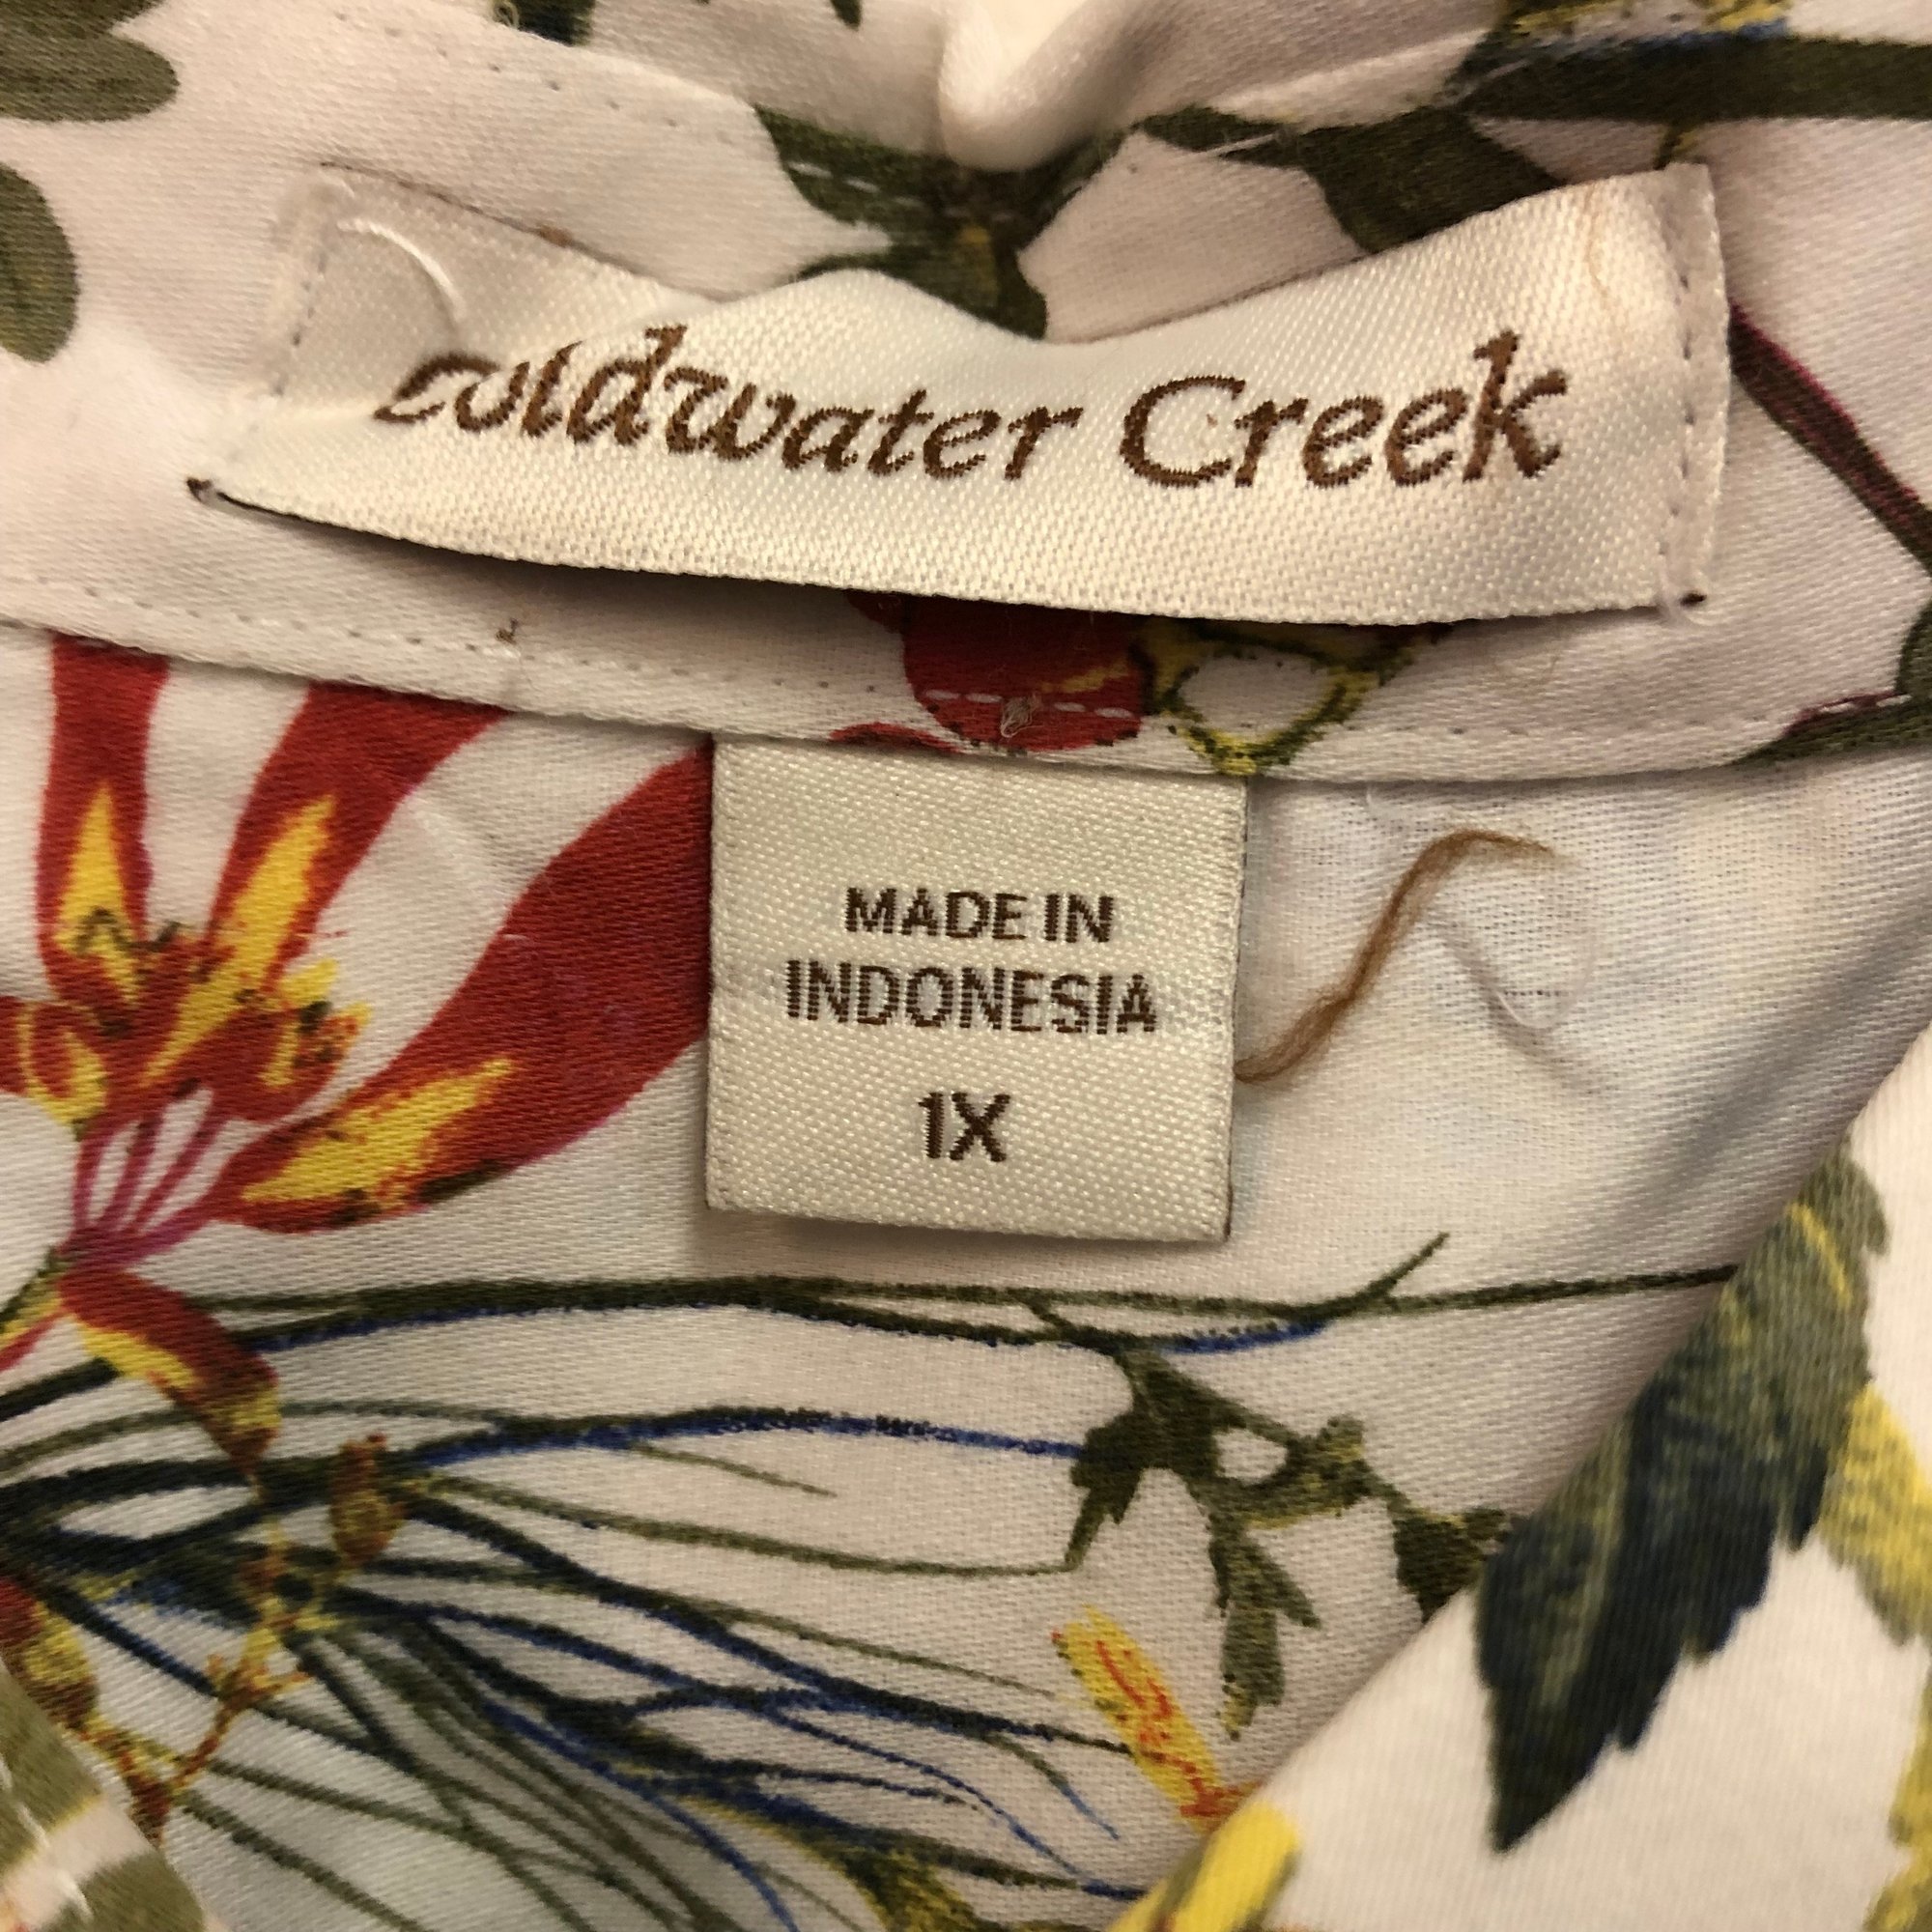 Coldwater Creek
MADE IN
INDONESIA
1X